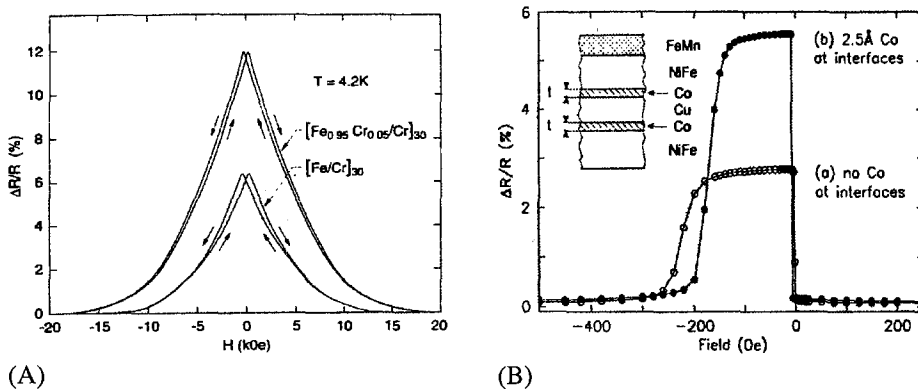 12
10
8
6
4
2
0
ΔR/R (%)
T = 4.2K
[Fe0.95 Cr0.05/Cr]30
[Fe/Cr]30
-20 -15 -10 -5 0 5 10 15 20
H (kOe)
(A)
6
4
2
0
ΔR/R (%)
FeMn
NiFe
t Co
Cu
t Co
NiFe
(b) 2.5Å Co
at interfaces
(a) no Co
at interfaces
-400 -200 0 200
Field (Oe)
(B)